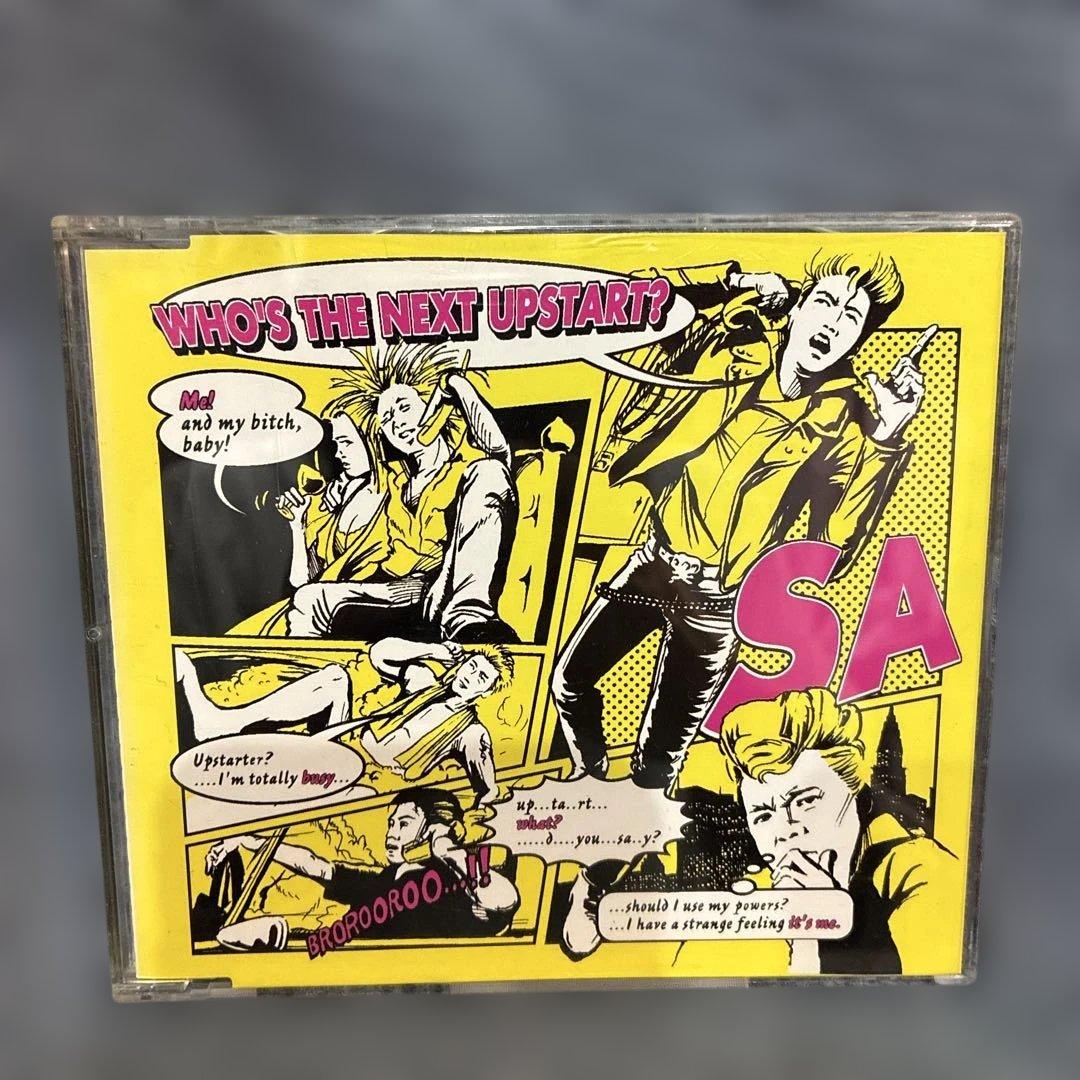 WHO'S THE NEXT UPSTART?
Me!
and my bitch,
baby!
SA
Upstarter?
....I'm totally busy...
up...ta..rt...
what?
.....d....you...sa..y?
BROROOROO...!!
...should I use my powers?
...I have a strange feeling it's me.